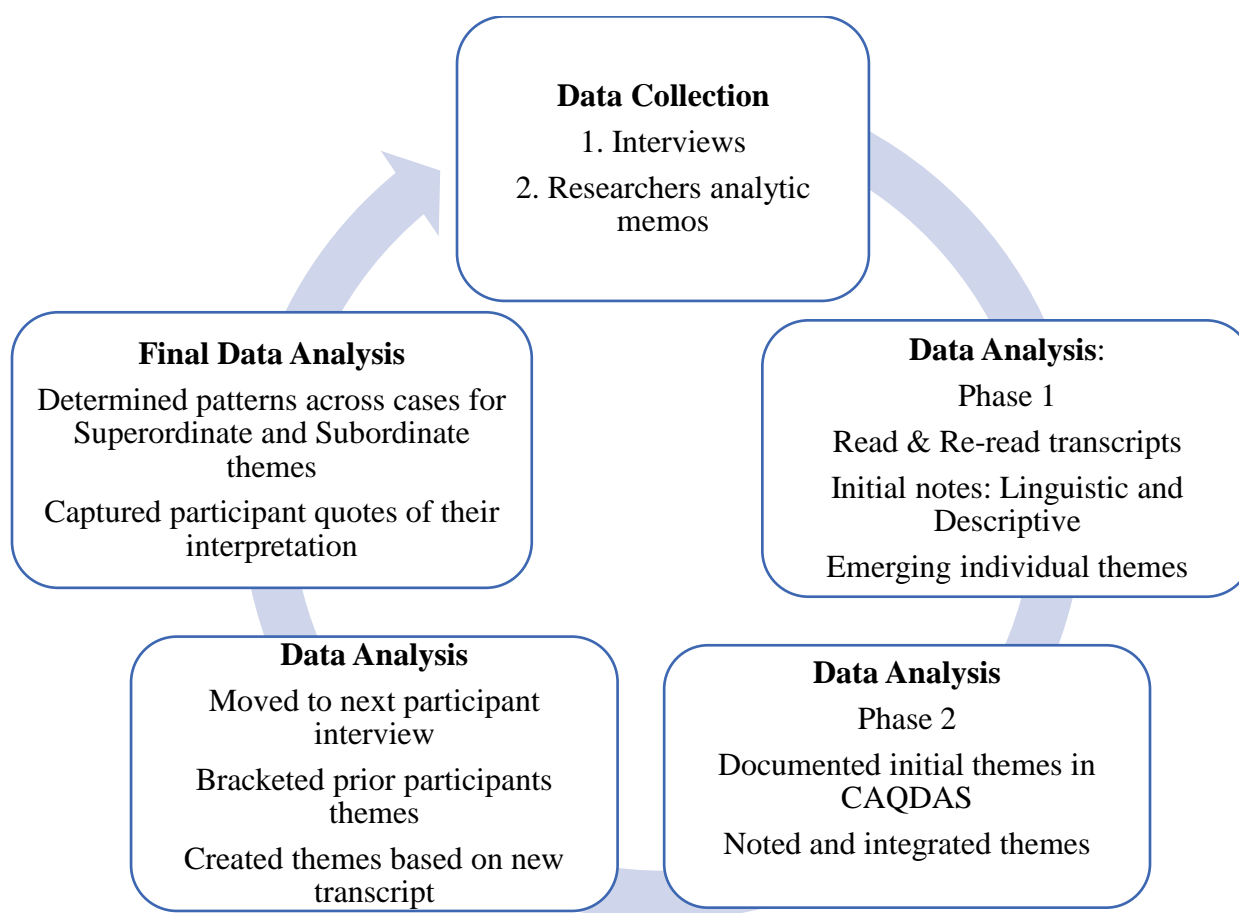 Data Collection
1. Interviews
2. Researchers analytic
memos
Data Analysis:
Phase 1
Read & Re-read transcripts
Initial notes: Linguistic and
Descriptive
Emerging individual themes
Data Analysis
Phase 2
Documented initial themes in
CAQDAS
Noted and integrated themes
Data Analysis
Moved to next participant
interview
Bracketed prior participants
themes
Created themes based on new
transcript
Final Data Analysis
Determined patterns across cases for
Superordinate and Subordinate
themes
Captured participant quotes of their
interpretation